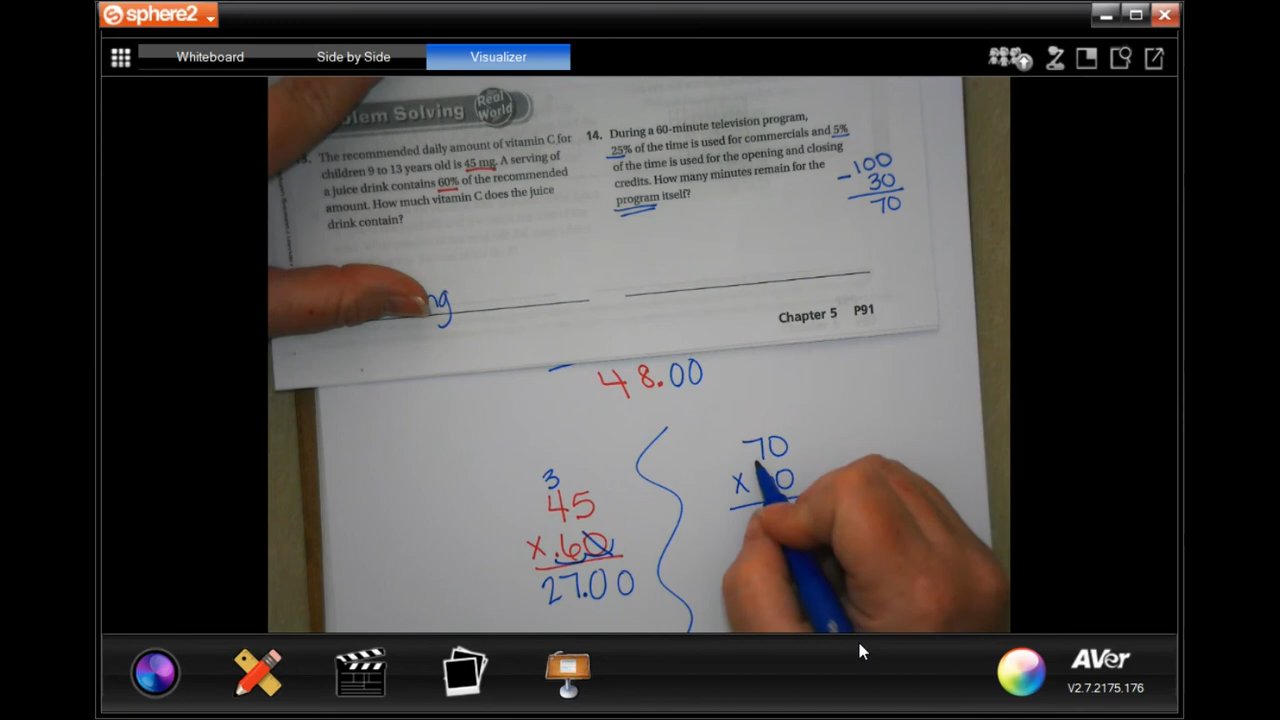 sphere2
Whiteboard Side by Side Visualizer
blem Solving Real World
The recommended daily amount of vitamin C for
children 9 to 13 years old is 45 mg. A serving of
a juice drink contains 60% of the recommended
amount. How much vitamin C does the juice
drink contain?
ng
14. During a 60-minute television program,
25% of the time is used for commercials and 5%
of the time is used for the opening and closing
credits. How many minutes remain for the
program itself?
-100
30
70
Chapter 5 P91
48.00
3
45
x .60
27.00
70
x 0
AVer
V2.7.2175.176